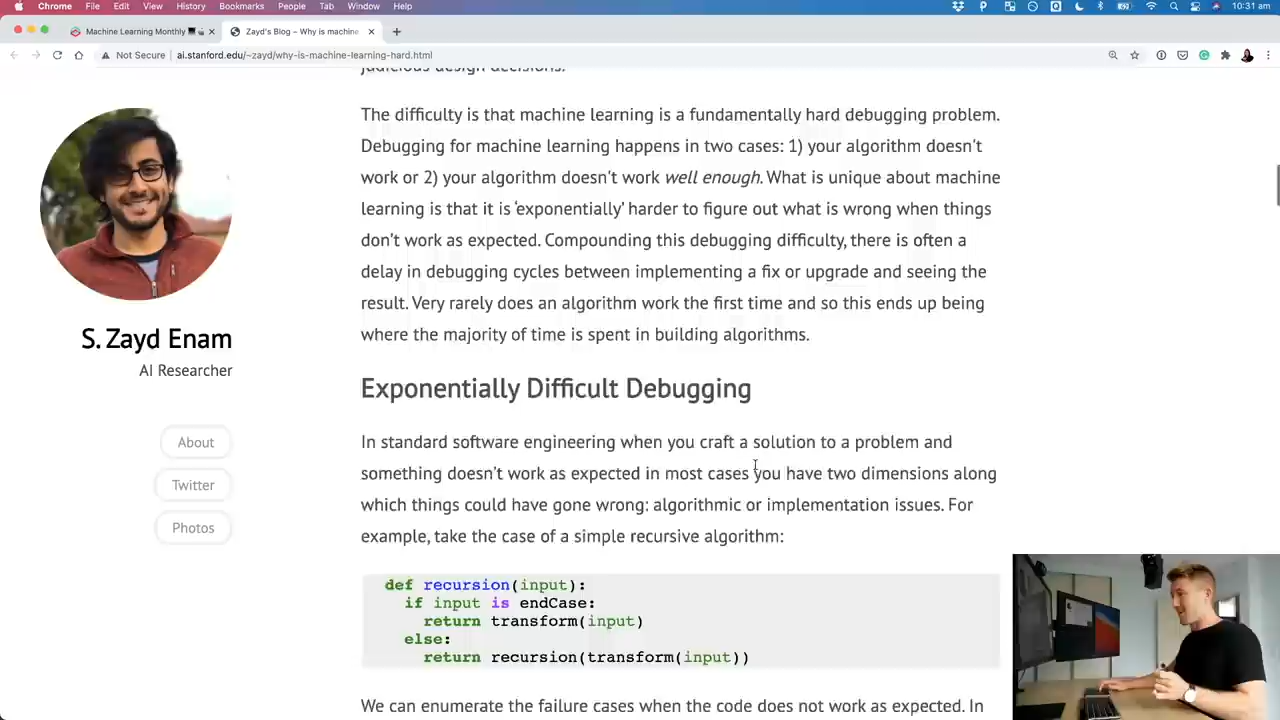 Chrome File Edit View History Bookmarks People Tab Window Help 10:31 am
Machine Learning Monthly Zayd's Blog – Why is machine
Not Secure ai.stanford.edu/~zayd/why-is-machine-learning-hard.html
judicious design decisions.
The difficulty is that machine learning is a fundamentally hard debugging problem.
Debugging for machine learning happens in two cases: 1) your algorithm doesn't
work or 2) your algorithm doesn't work well enough. What is unique about machine
learning is that it is ‘exponentially’ harder to figure out what is wrong when things
don’t work as expected. Compounding this debugging difficulty, there is often a
delay in debugging cycles between implementing a fix or upgrade and seeing the
result. Very rarely does an algorithm work the first time and so this ends up being
where the majority of time is spent in building algorithms.
S. Zayd Enam
AI Researcher
About
Twitter
Photos
Exponentially Difficult Debugging
In standard software engineering when you craft a solution to a problem and
something doesn’t work as expected in most cases you have two dimensions along
which things could have gone wrong: algorithmic or implementation issues. For
example, take the case of a simple recursive algorithm:
def recursion(input):
if input is endCase:
return transform(input)
else:
return recursion(transform(input))
We can enumerate the failure cases when the code does not work as expected. In